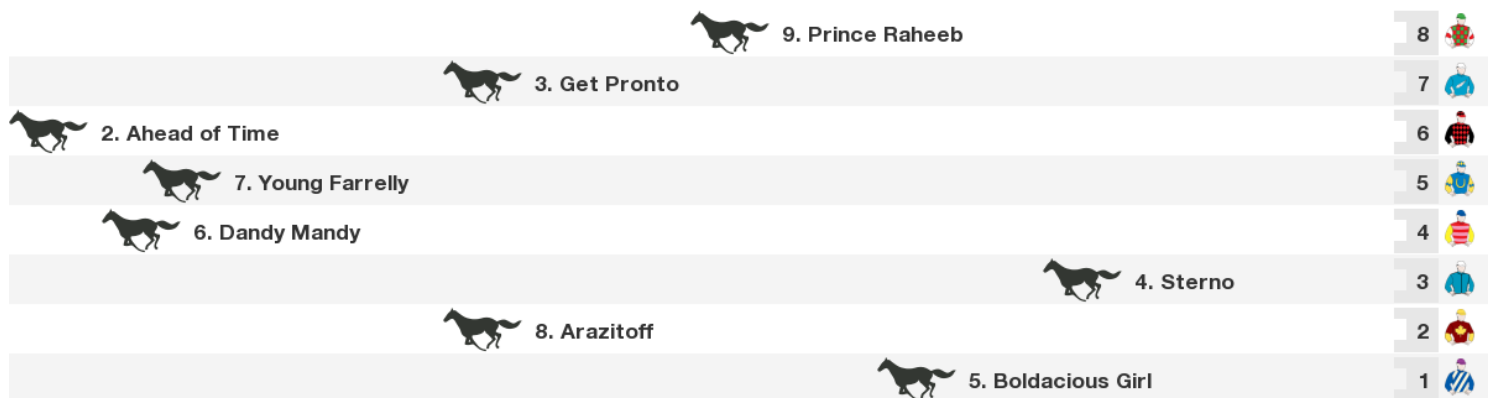 9. Prince Raheeb 8
3. Get Pronto 7
2. Ahead of Time 6
7. Young Farrelly 5
6. Dandy Mandy 4
4. Sterno 3
8. Arazitoff 2
5. Boldacious Girl 1